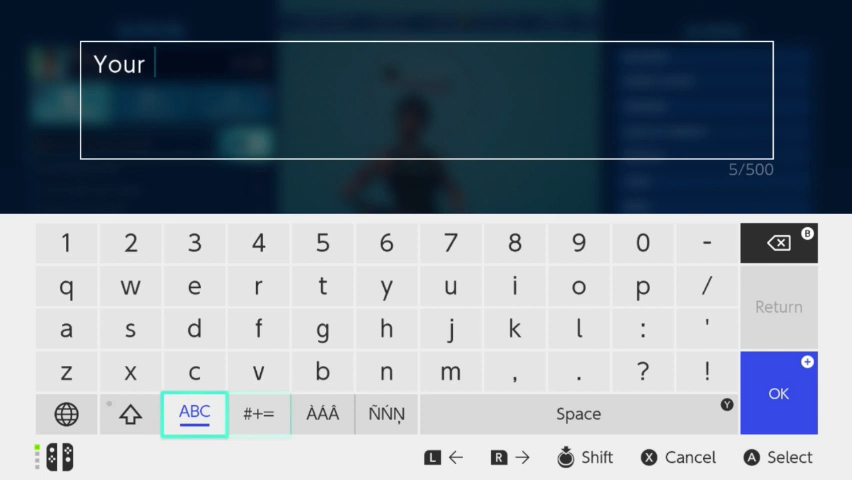 Your
5/500
1 2 3 4 5 6 7 8 9 0 - B
q w e r t y u i o p /
Return
a s d f g h j k l : '
z x c v b n m , . ? ! +
OK
ABC #+= ÀÁÂ ÑŃŅ Space Y
L ← R → Shift X Cancel A Select